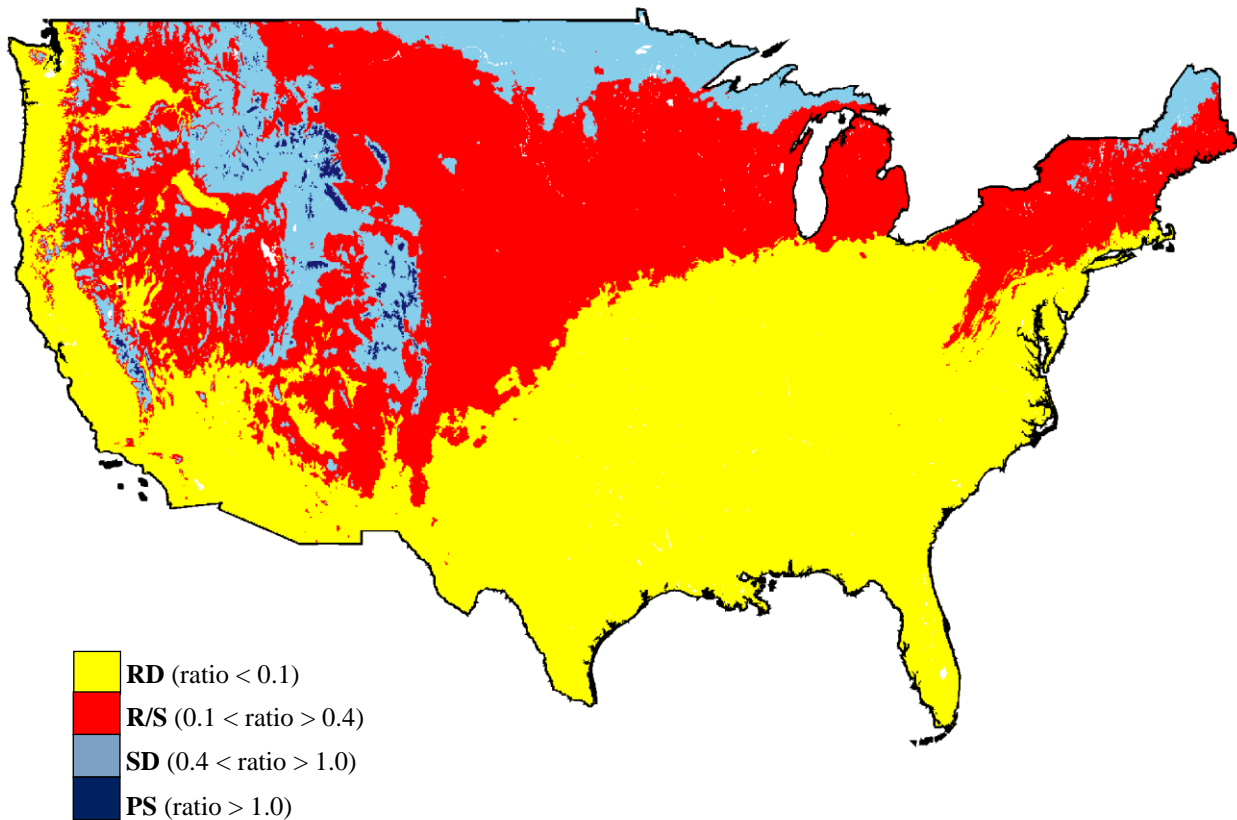 RD (ratio < 0.1)
R/S (0.1 < ratio > 0.4)
SD (0.4 < ratio > 1.0)
PS (ratio > 1.0)